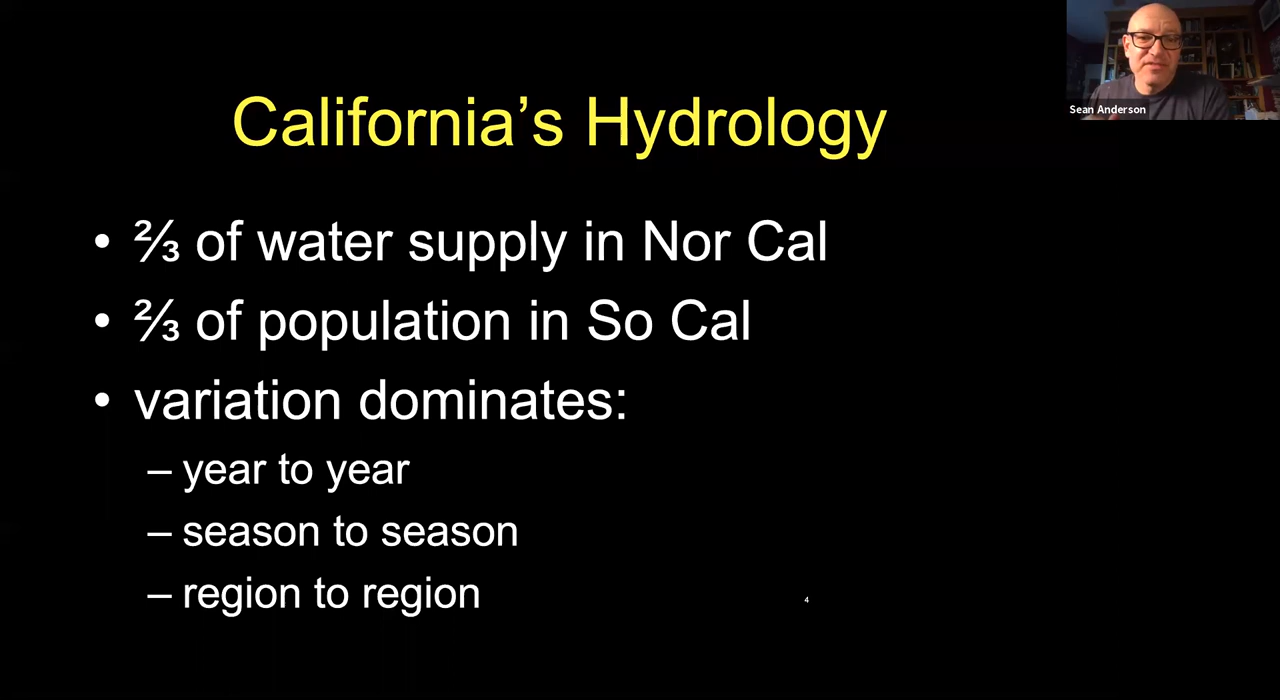 Sean Anderson
California’s Hydrology
• ⅔ of water supply in Nor Cal
• ⅔ of population in So Cal
• variation dominates:
– year to year
– season to season
– region to region
4